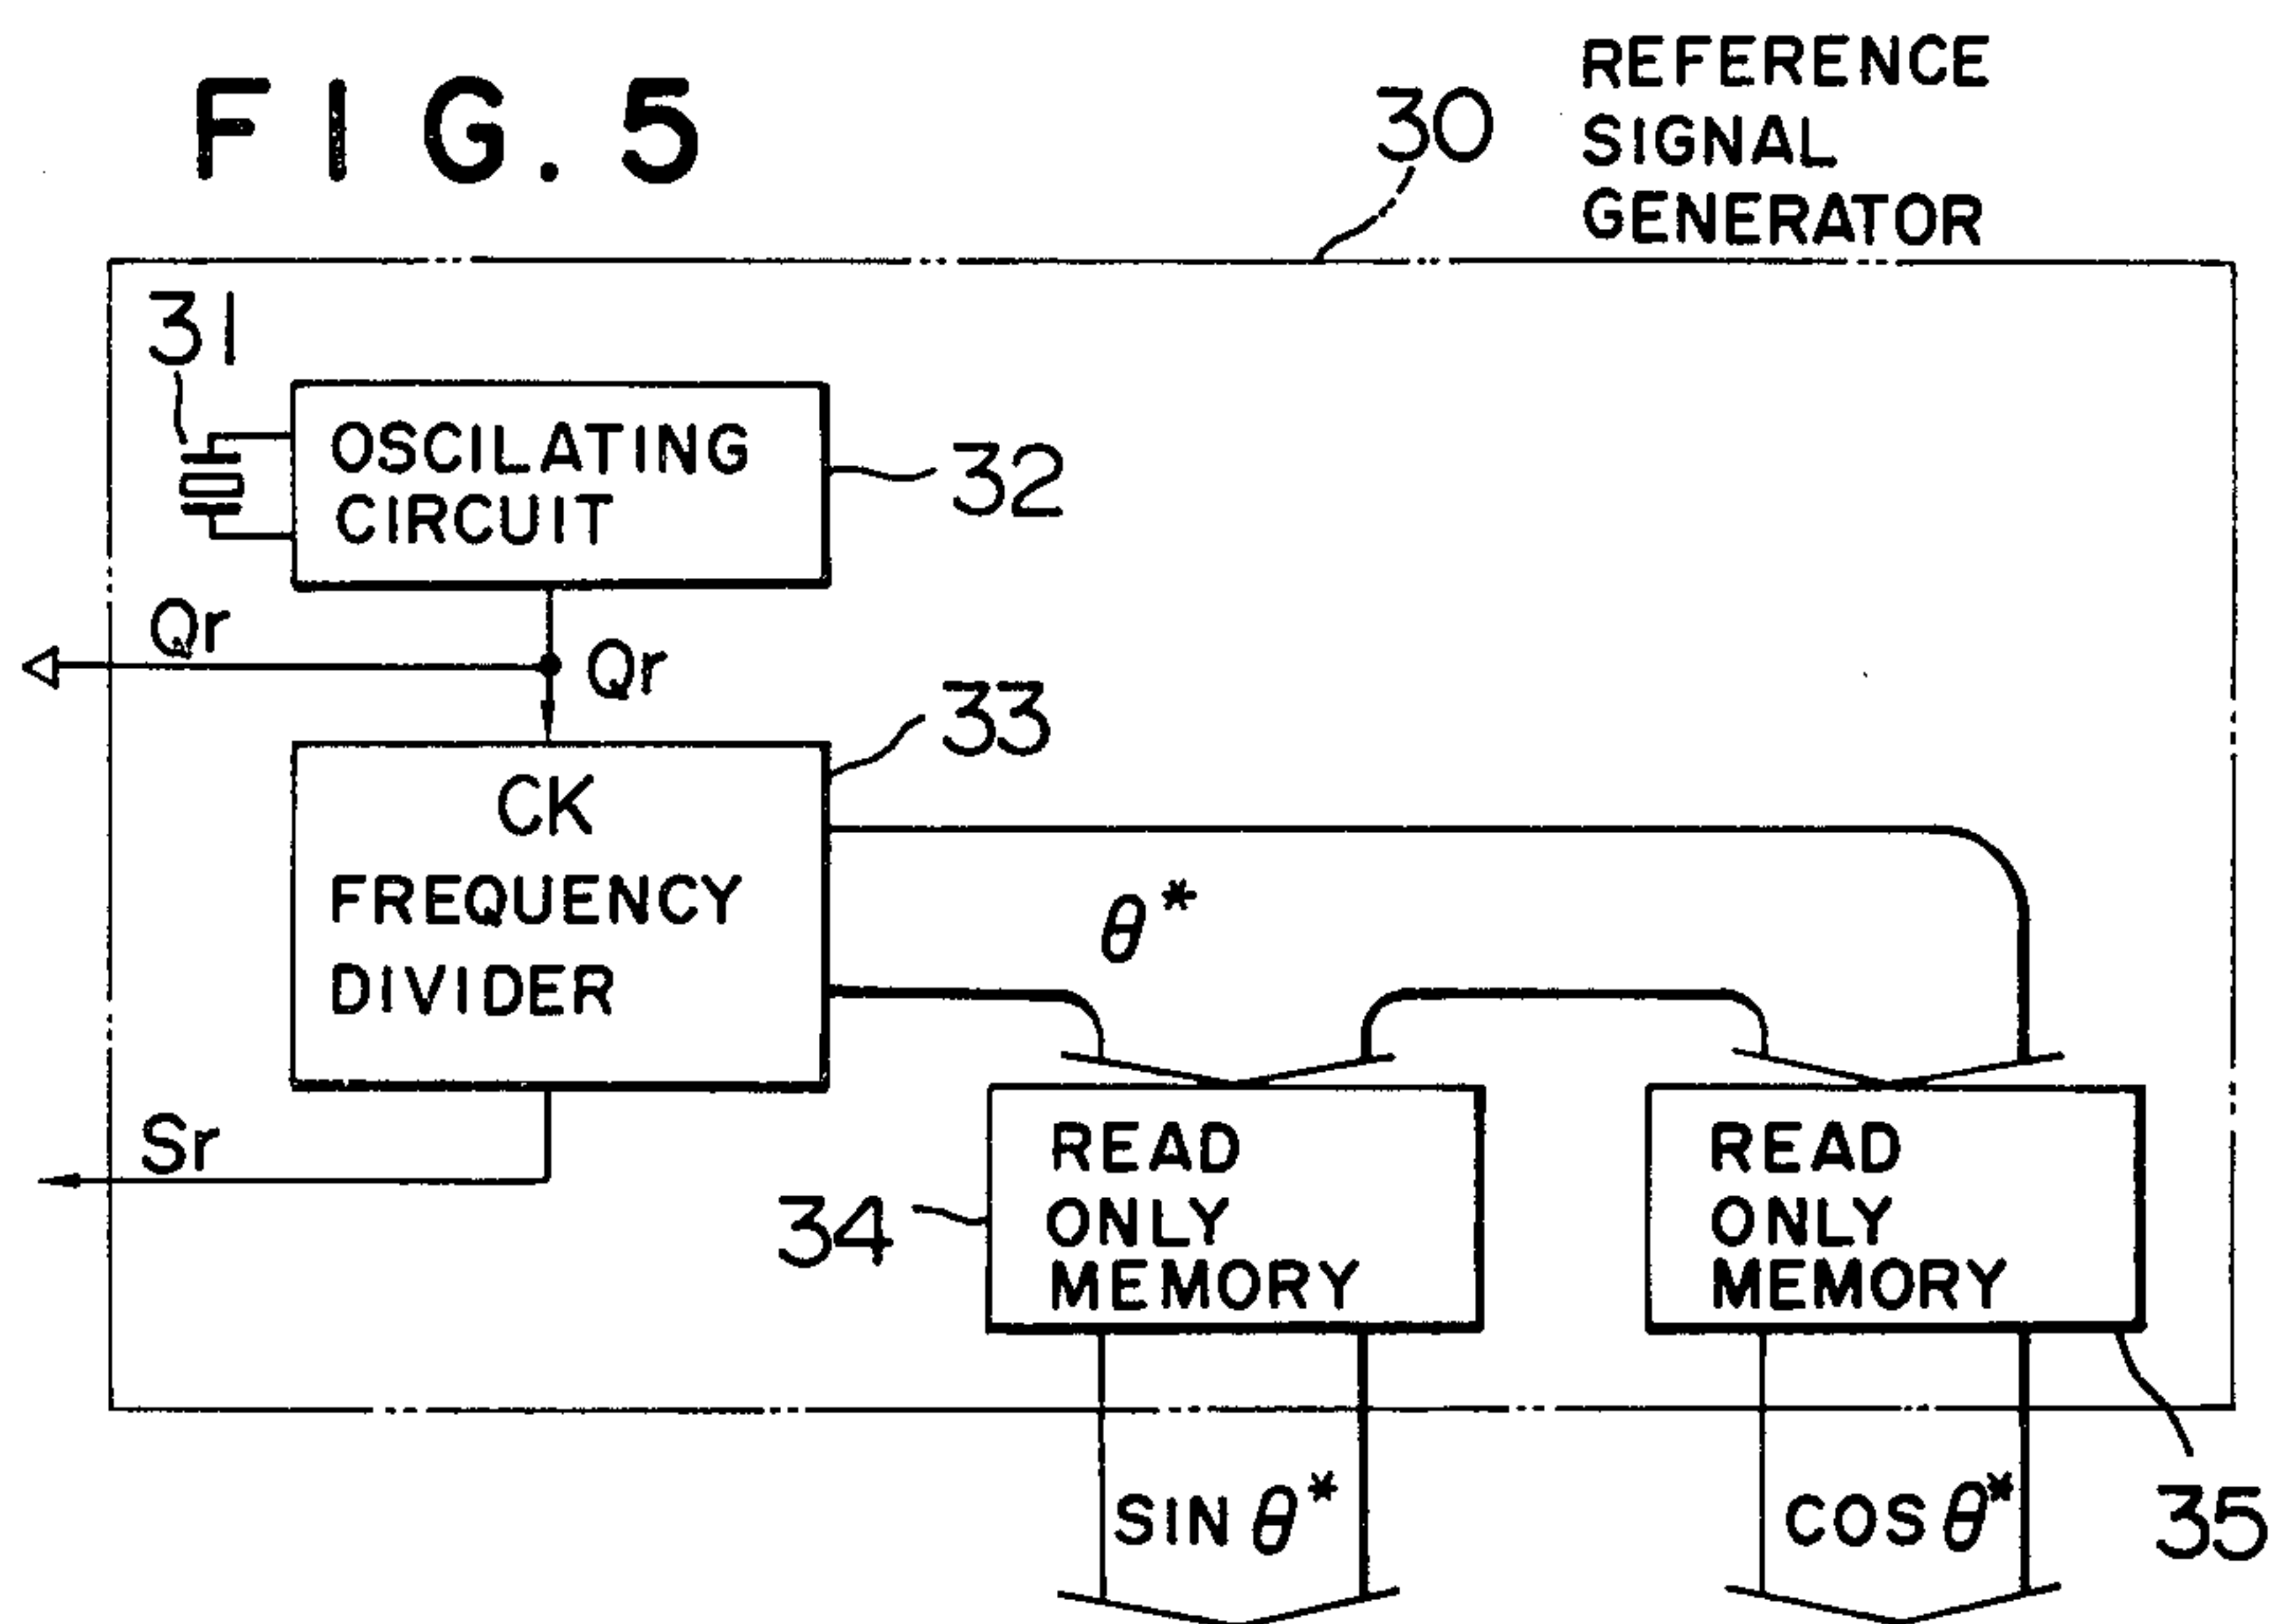 FIG. 5
30
REFERENCE
SIGNAL
GENERATOR
31
OSCILATING
CIRCUIT
32
Qr
Qr
33
CK
FREQUENCY
DIVIDER
θ*
Sr
34
READ
ONLY
MEMORY
READ
ONLY
MEMORY
SIN θ*
COS θ*
35